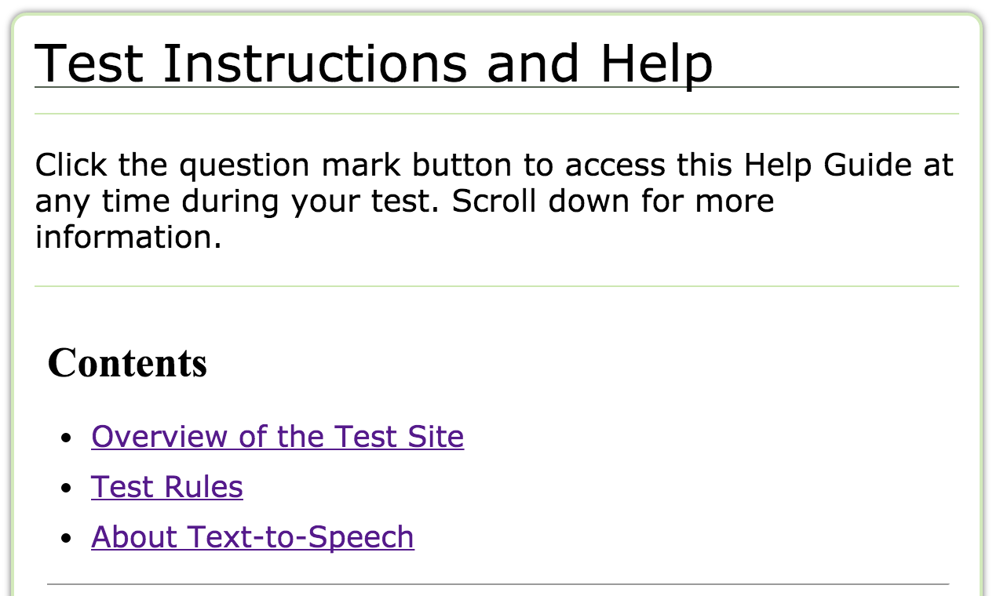 Test Instructions and Help
Click the question mark button to access this Help Guide at
any time during your test. Scroll down for more
information.
Contents
• Overview of the Test Site
• Test Rules
• About Text-to-Speech